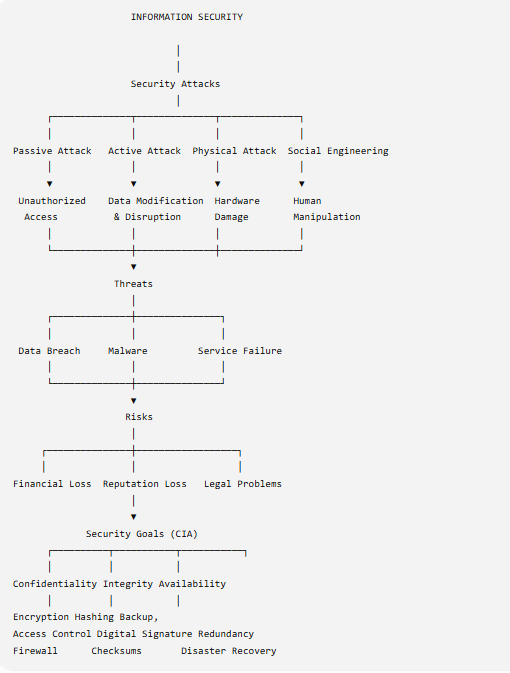 INFORMATION SECURITY
Security Attacks
Passive Attack Active Attack Physical Attack Social Engineering
Unauthorized Data Modification Hardware Human
Access & Disruption Damage Manipulation
Threats
Data Breach Malware Service Failure
Risks
Financial Loss Reputation Loss Legal Problems
Security Goals (CIA)
Confidentiality Integrity Availability
Encryption Hashing Backup,
Access Control Digital Signature Redundancy
Firewall Checksums Disaster Recovery